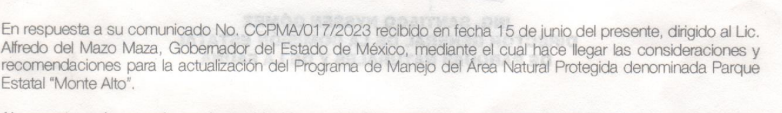 En respuesta a su comunicado No. CCPMA/017/2023 recibido en fecha 15 de junio del presente, dirigido al Lic.
Alfredo del Mazo Maza, Gobernador del Estado de México, mediante el cual hace llegar las consideraciones y
recomendaciones para la actualización del Programa de Manejo del Área Natural Protegida denominada Parque
Estatal "Monte Alto".